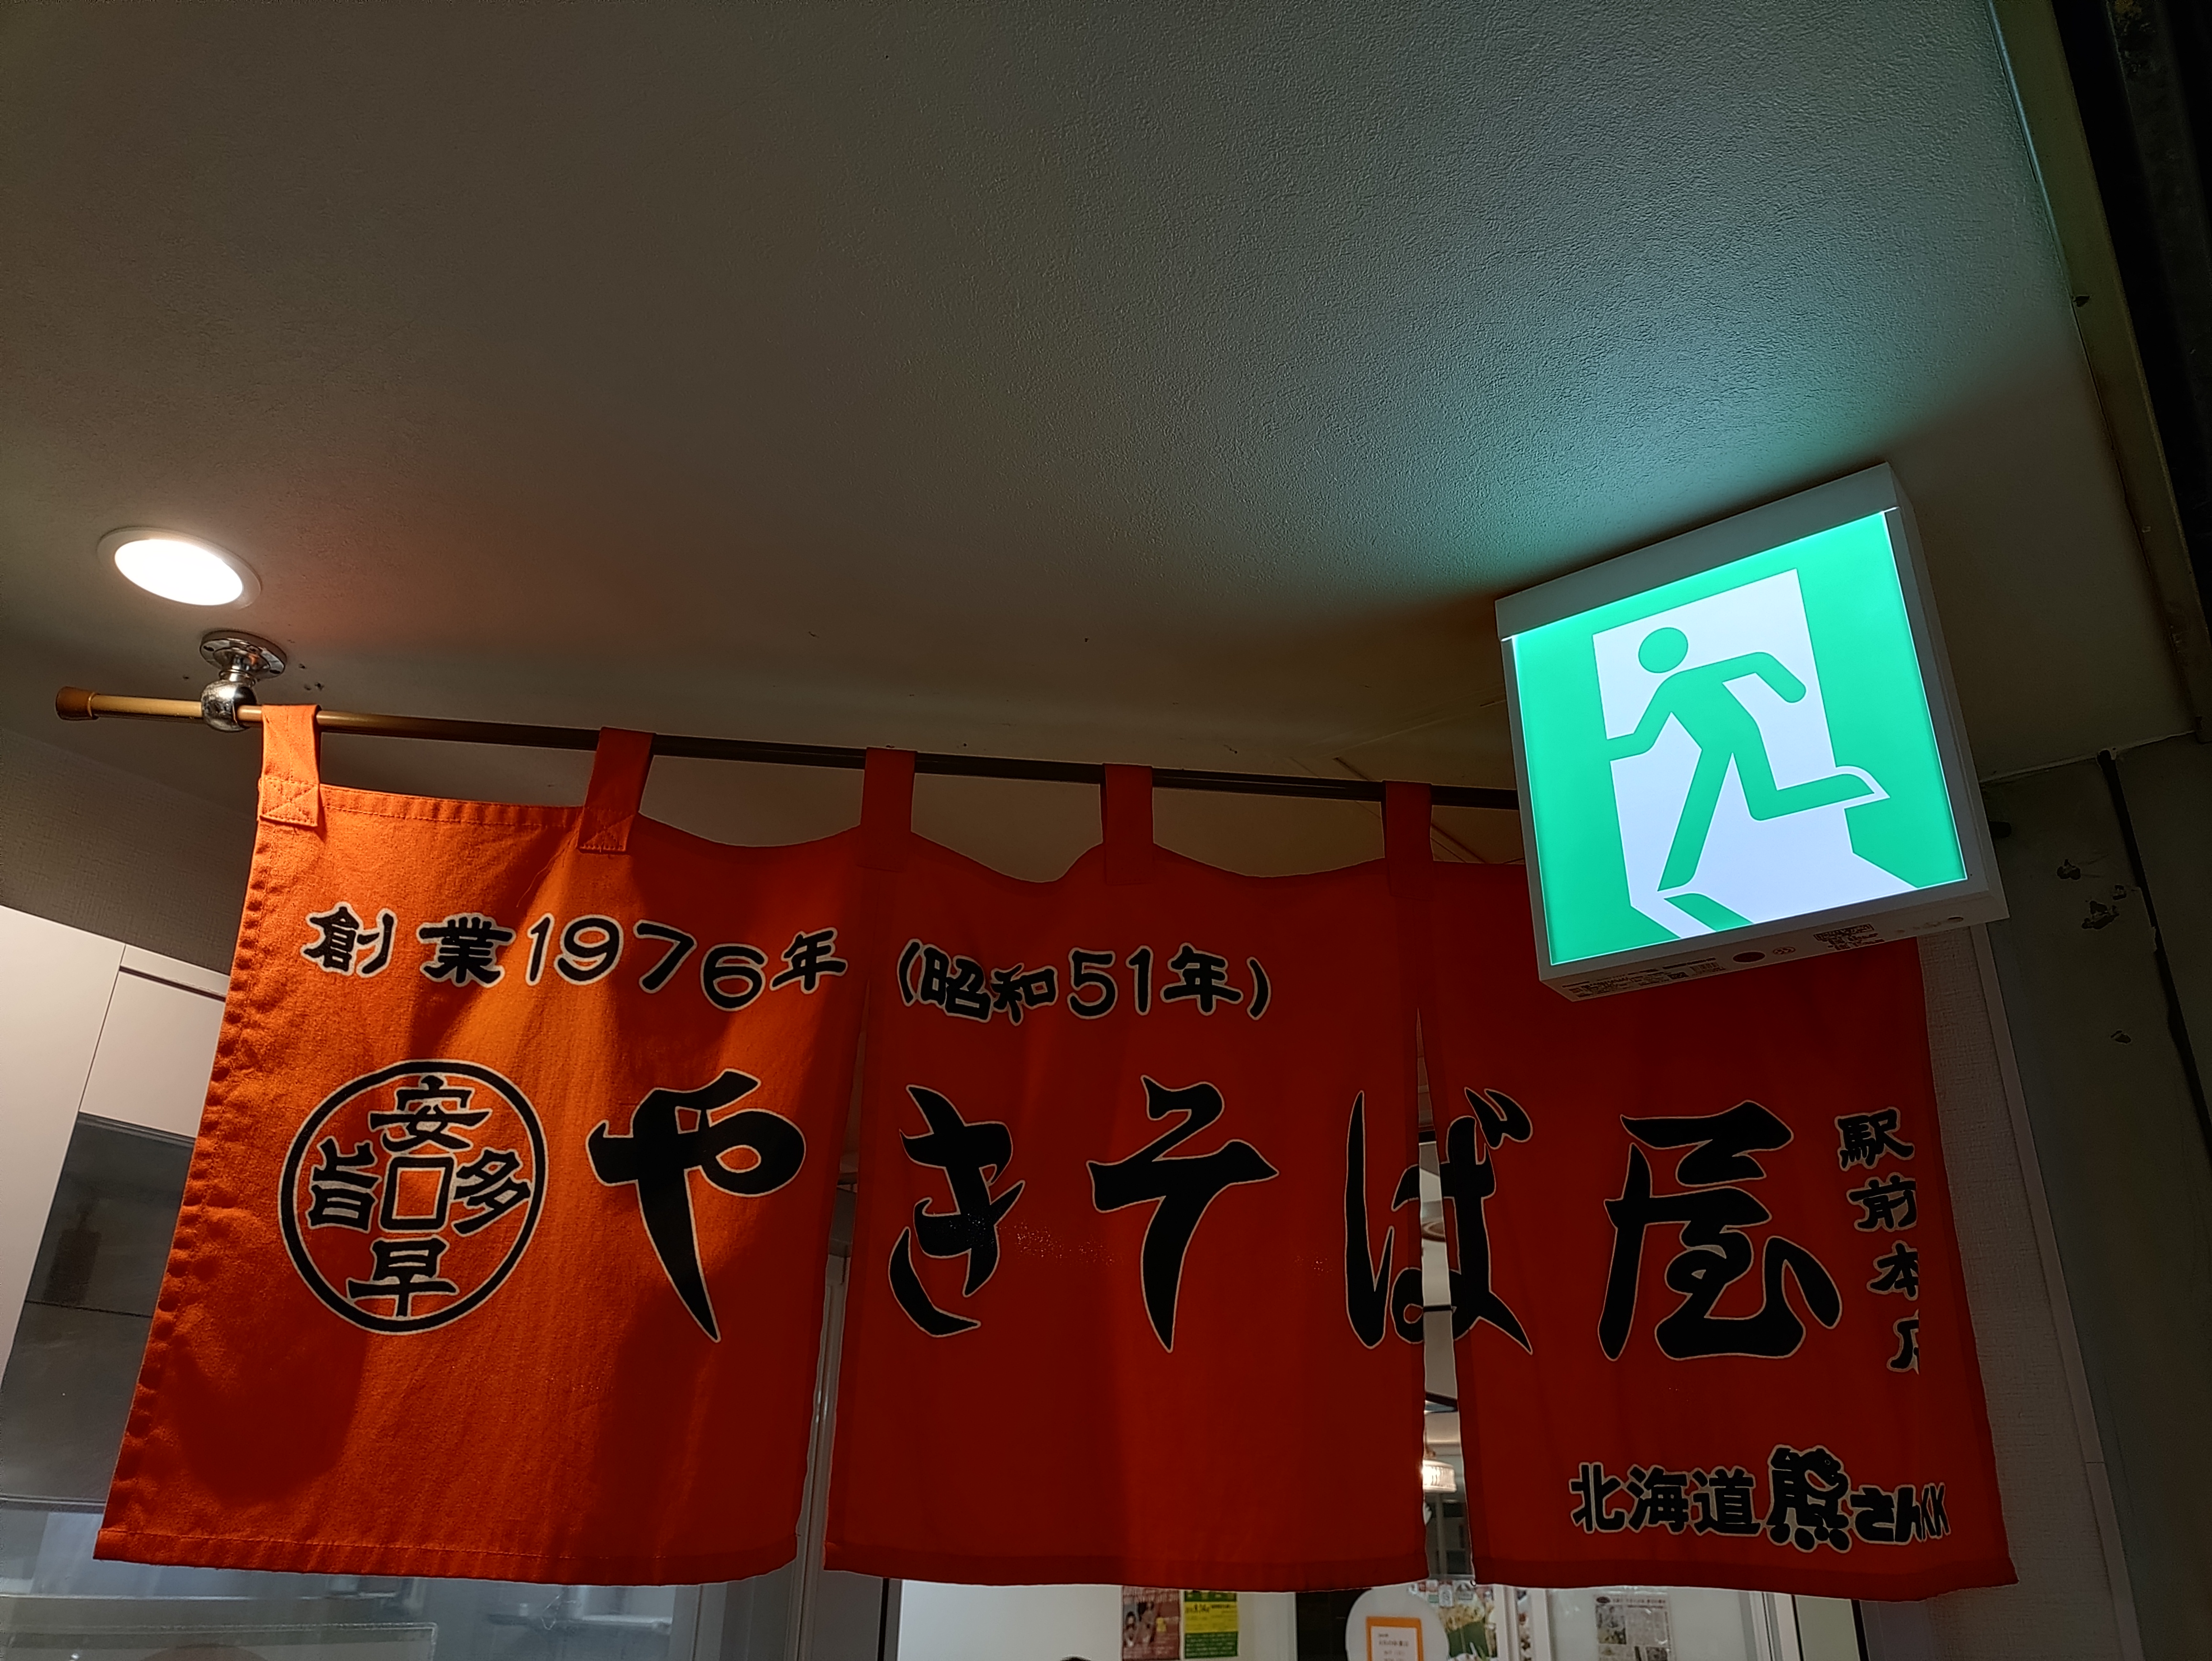 創業1976年(昭和51年)
安
旨口多
早
やきそば屋
駅前本店
北海道熊さんKK